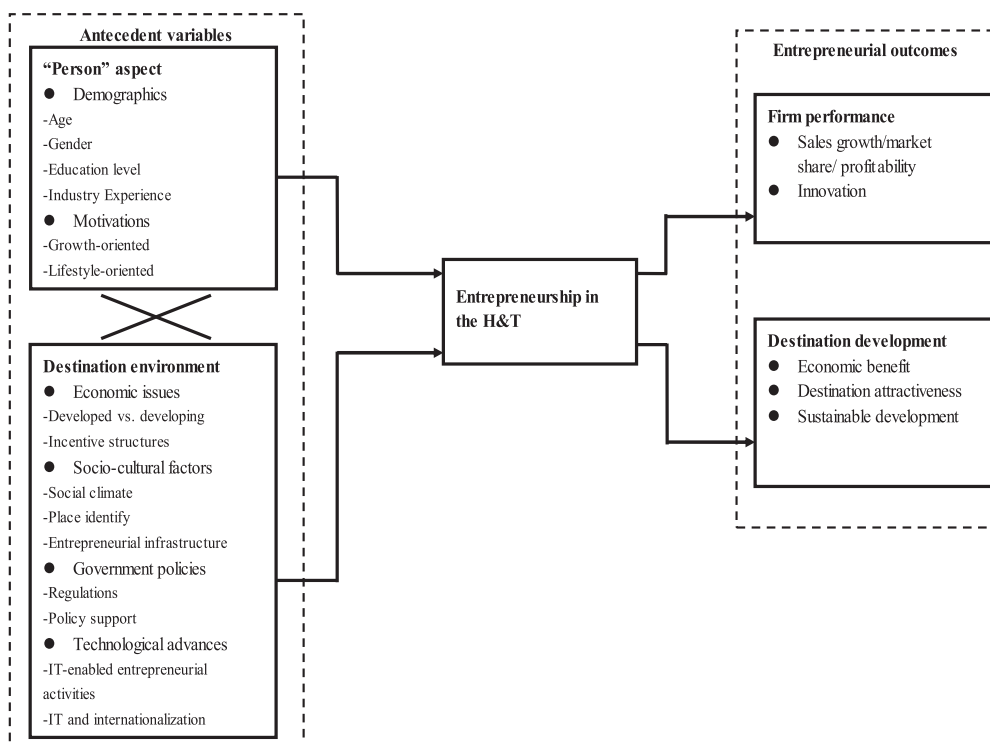 Antecedent variables
“Person” aspect
● Demographics
-Age
-Gender
-Education level
-Industry Experience
● Motivations
-Growth-oriented
-Lifestyle-oriented
Destination environment
● Economic issues
-Developed vs. developing
-Incentive structures
● Socio-cultural factors
-Social climate
-Place identify
-Entrepreneurial infrastructure
● Government policies
-Regulations
-Policy support
● Technological advances
-IT-enabled entrepreneurial
activities
-IT and internationalization
Entrepreneurship in
the H&T
Entrepreneurial outcomes
Firm performance
● Sales growth/market
share/ profitability
● Innovation
Destination development
● Economic benefit
● Destination attractiveness
● Sustainable development